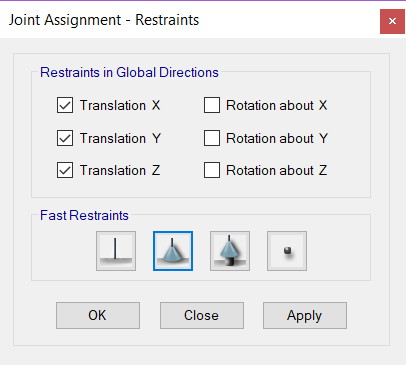 Joint Assignment - Restraints
Restraints in Global Directions
Translation X
Rotation about X
Translation Y
Rotation about Y
Translation Z
Rotation about Z
Fast Restraints
OK
Close
Apply